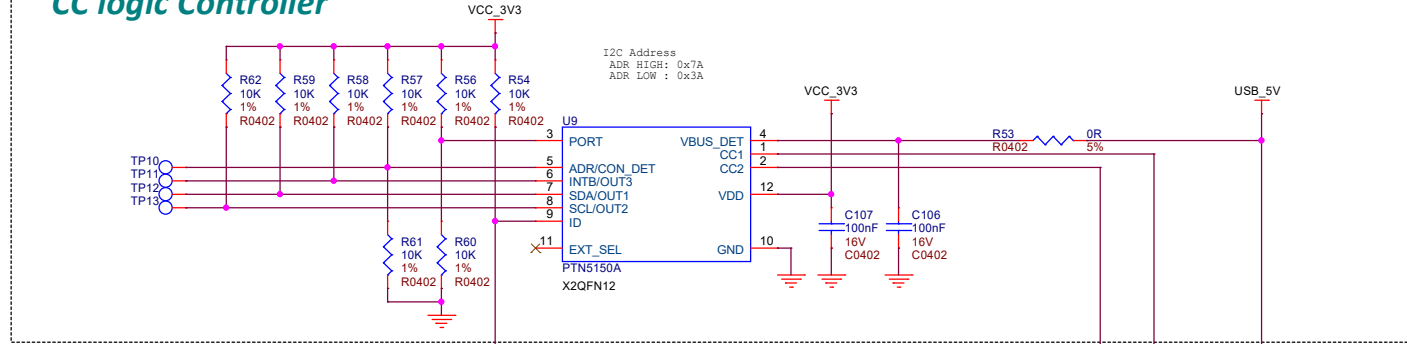 CC logic Controller
VCC_3V3
I2C Address
ADR HIGH: 0x7A
ADR LOW : 0x3A
R62
10K
1%
R0402
R59
10K
1%
R0402
R58
10K
1%
R0402
R57
10K
1%
R0402
R56
10K
1%
R0402
R54
10K
1%
R0402
VCC_3V3
USB_5V
U9
3
PORT
5
ADR/CON_DET
6
INTB/OUT3
7
SDA/OUT1
8
SCL/OUT2
9
ID
11
EXT_SEL
VBUS_DET
4
CC1
1
CC2
2
VDD
12
GND
10
PTN5150A
X2QFN12
R53
R0402
0R
5%
TP10
TP11
TP12
TP13
R61
10K
1%
R0402
R60
10K
1%
R0402
C107
100nF
16V
C0402
C106
100nF
16V
C0402